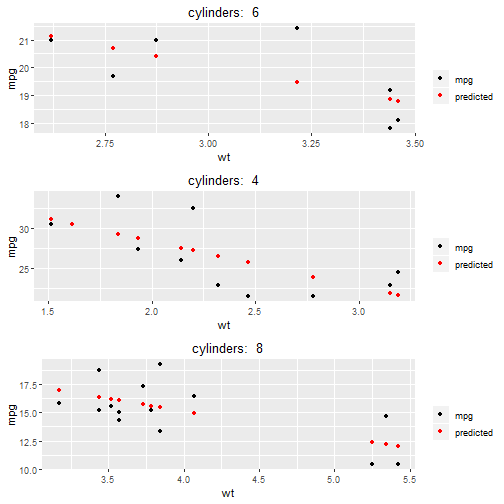 cylinders: 6
21
20
19
18
mpg
2.75
3.00
3.25
3.50
wt
mpg
predicted
cylinders: 4
30
25
mpg
1.5
2.0
2.5
3.0
wt
mpg
predicted
cylinders: 8
17.5
15.0
12.5
10.0
mpg
3.5
4.0
4.5
5.0
5.5
wt
mpg
predicted